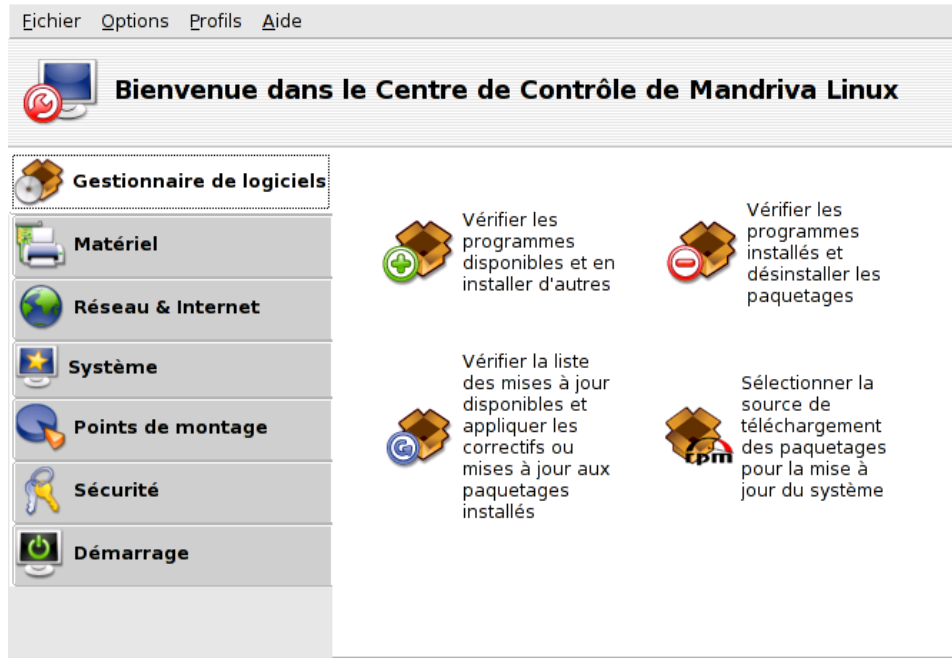 Fichier Options Profils Aide
Bienvenue dans le Centre de Contrôle de Mandriva Linux
Gestionnaire de logiciels
Matériel
Réseau & Internet
Système
Points de montage
Sécurité
Démarrage
Vérifier les
programmes
disponibles et en
installer d'autres
Vérifier les
programmes
installés et
désinstaller les
paquetages
Vérifier la liste
des mises à jour
disponibles et
appliquer les
correctifs ou
mises à jour aux
paquetages
installés
rpm
Sélectionner la
source de
téléchargement
des paquetages
pour la mise à
jour du système